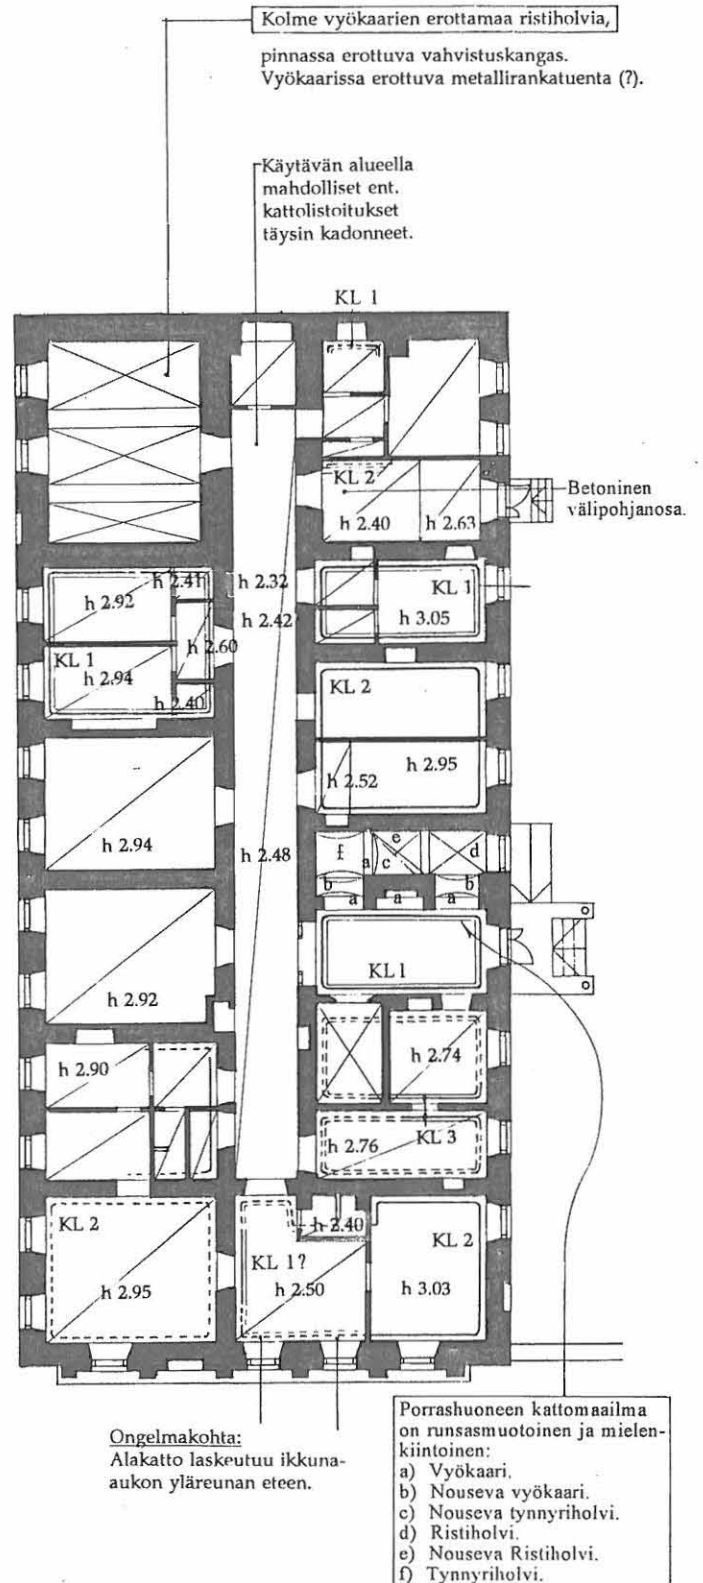 Kolme vyökaarien erottamaa ristiholvia,
pinnassa erottuva vahvistuskangas.
Vyökaarissa erottuva metallirankatuenta (?).
Käytävän alueella
mahdolliset ent.
kattolistoitukset
täysin kadonneet.
KL 1
KL 2
h 2.40 h 2.63
Betoninen
välipohjanosa.
h 2.41 h 2.32 KL 1
h 2.92 h 2.42 h 3.05
h 2.60
KL 1
h 2.94
h 2.40
KL 2
h 2.52 h 2.95
h 2.94 h 2.48
f a c e d
b b
a a a
KL 1
h 2.92
h 2.90 h 2.74
h 2.76 KL 3
KL 2 h 2.40 KL 2
KL 1?
h 2.95 h 2.50 h 3.03
Ongelmakohta:
Alakatto laskeutuu ikkuna-
aukon yläreunan eteen.
Porrashuoneen kattomaailma
on runsasmuotoinen ja mielen-
kiintoinen:
a) Vyökaari.
b) Nouseva vyökaari.
c) Nouseva tynnyriholvi.
d) Ristiholvi.
e) Nouseva Ristiholvi.
f) Tynnyriholvi.